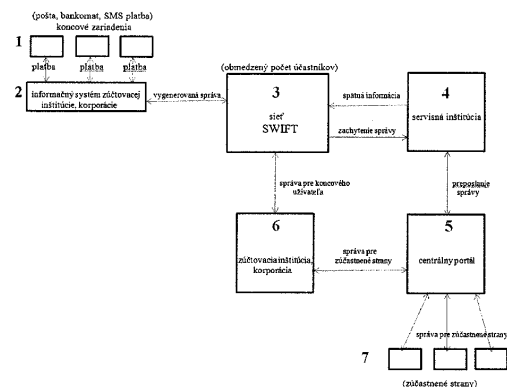 (pošta, bankomat, SMS platba)
koncové zariadenia
1
platba platba platba
2
informačný systém zúčtovacej
inštitúcie, korporácie
vygenerovaná správa
(obmedzený počet účastníkov)
3
sieť
SWIFT
spätná informácia
zachytenie správy
4
servisná inštitúcia
správa pre koncového
užívateľa
preposlanie
správy
6
zúčtovacia inštitúcia,
korporácia
správa pre
zúčastnené strany
5
centrálny portál
správa pre zúčastnené strany
7
(zúčastnené strany)